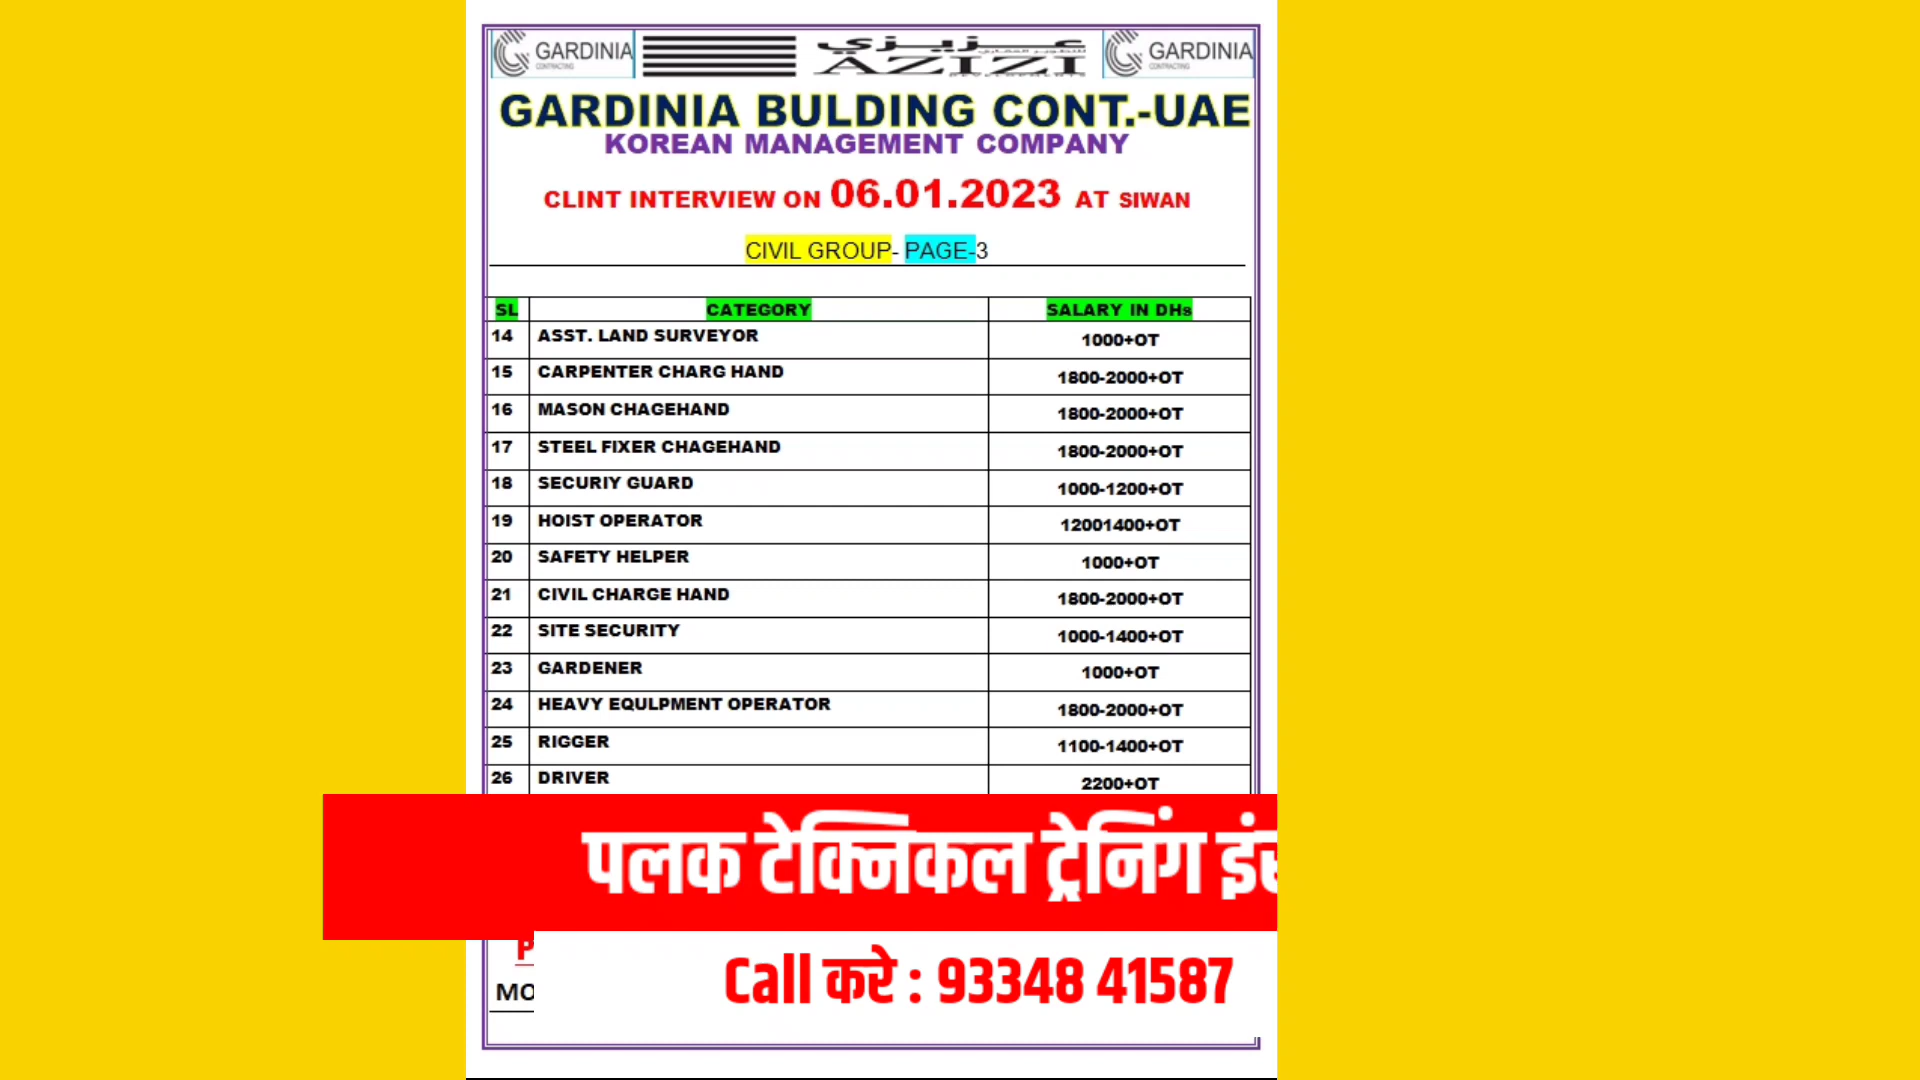 GARDINIA
CONTRACTING
عـــزيـزي
AZIZI
GARDINIA
CONTRACTING
GARDINIA BULDING CONT.-UAE
KOREAN MANAGEMENT COMPANY
CLINT INTERVIEW ON 06.01.2023 AT SIWAN
CIVIL GROUP- PAGE-3
SL CATEGORY SALARY IN DHs
14 ASST. LAND SURVEYOR 1000+OT
15 CARPENTER CHARG HAND 1800-2000+OT
16 MASON CHAGEHAND 1800-2000+OT
17 STEEL FIXER CHAGEHAND 1800-2000+OT
18 SECURIY GUARD 1000-1200+OT
19 HOIST OPERATOR 12001400+OT
20 SAFETY HELPER 1000+OT
21 CIVIL CHARGE HAND 1800-2000+OT
22 SITE SECURITY 1000-1400+OT
23 GARDENER 1000+OT
24 HEAVY EQULPMENT OPERATOR 1800-2000+OT
25 RIGGER 1100-1400+OT
26 DRIVER 2200+OT
पलक टेक्निकल ट्रेनिंग
MO
Call करे : 93348 41587